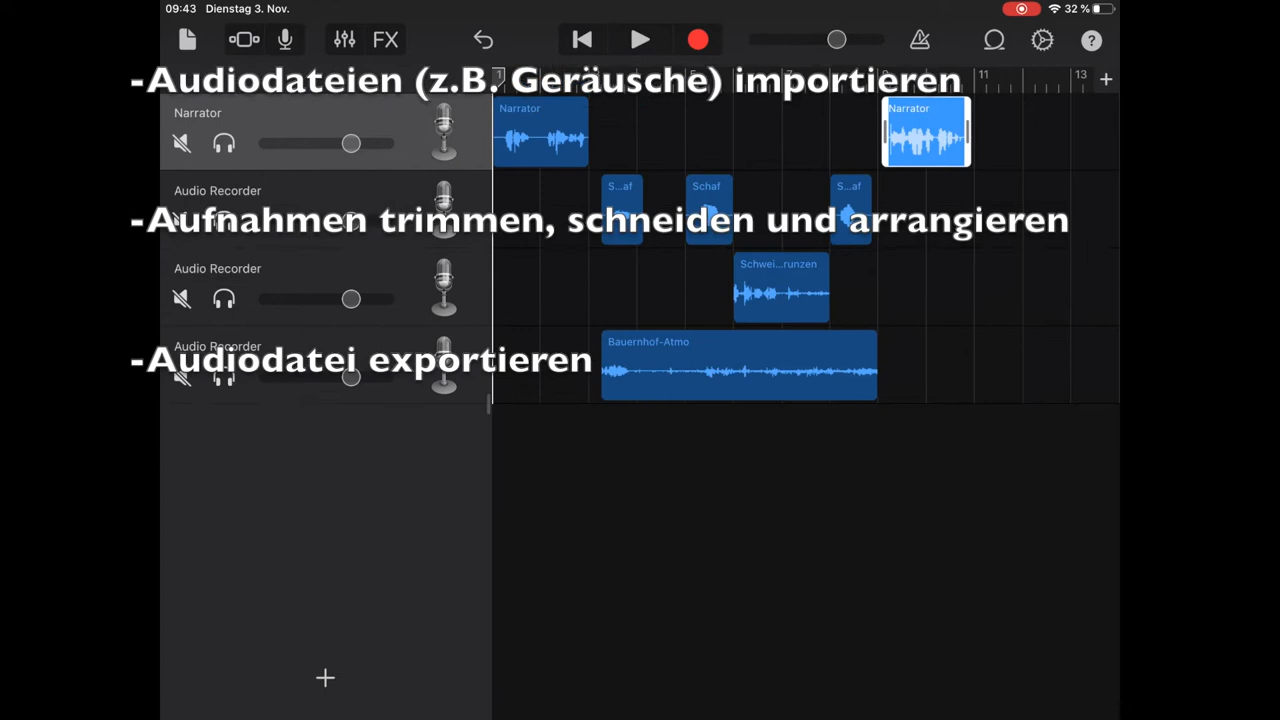 09:43 Dienstag 3. Nov.
32 %
FX
?
-Audiodateien (z.B. Geräusche) importieren
1
11
13
+
Narrator
Narrator
Narrator
Audio Recorder
S...af
Schaf
S...af
-Aufnahmen trimmen, schneiden und arrangieren
Audio Recorder
Schwei...runzen
Audio Recorder
Bauernhof-Atmo
-Audiodatei exportieren
+